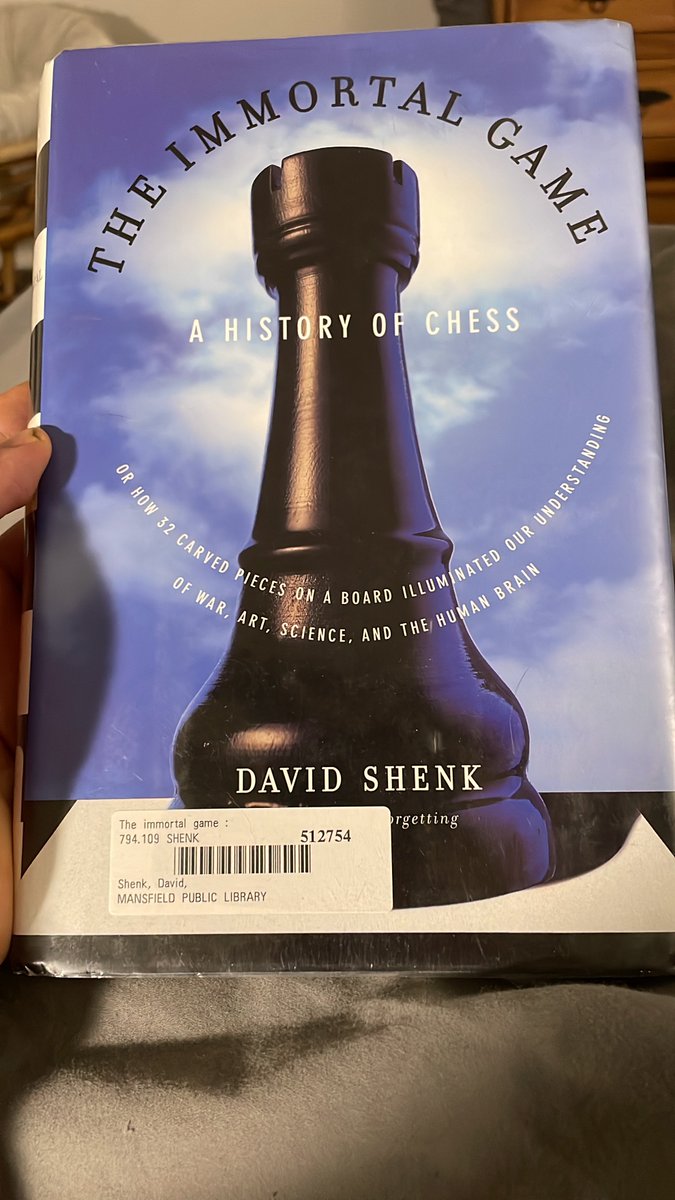 THE IMMORTAL GAME
A HISTORY OF CHESS
OR HOW 32 CARVED PIECES ON A BOARD ILLUMINATED OUR UNDERSTANDING
OF WAR, ART, SCIENCE, AND THE HUMAN BRAIN
DAVID SHENK
The immortal game :
794.109 SHENK 512754
Shenk, David,
MANSFIELD PUBLIC LIBRARY